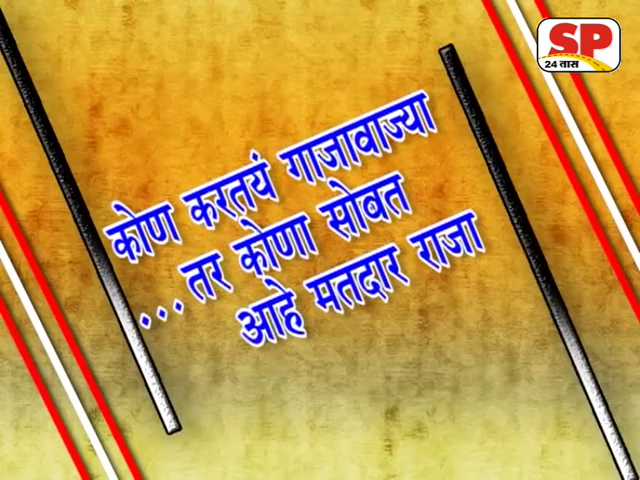 SP
24 तास
कोण करतयं गाजावाज्या
...तर कोणा सोबत
आहे मतदार राजा